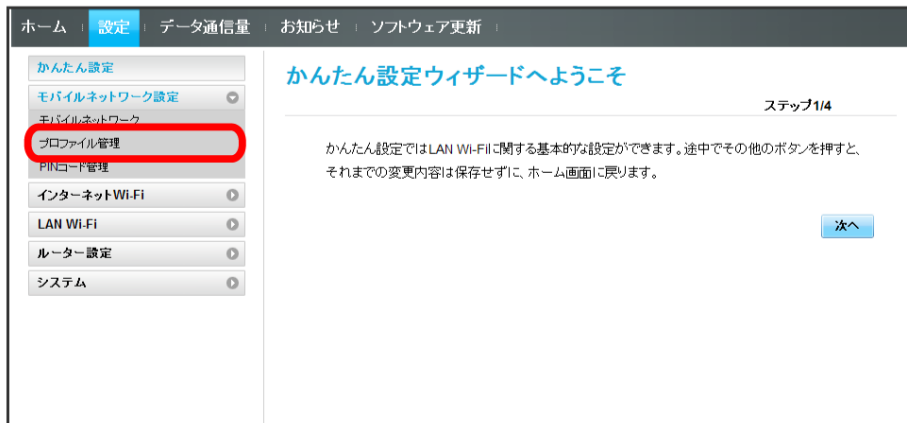 ホーム 設定 データ通信量 お知らせ ソフトウェア更新
かんたん設定
モバイルネットワーク設定
モバイルネットワーク
プロファイル管理
PINコード管理
インターネットWi-Fi
LAN Wi-Fi
ルーター設定
システム
かんたん設定ウィザードへようこそ
ステップ1/4
かんたん設定ではLAN Wi-Fiに関する基本的な設定ができます。途中でその他のボタンを押すと、
それまでの変更内容は保存せずに、ホーム画面に戻ります。
次へ